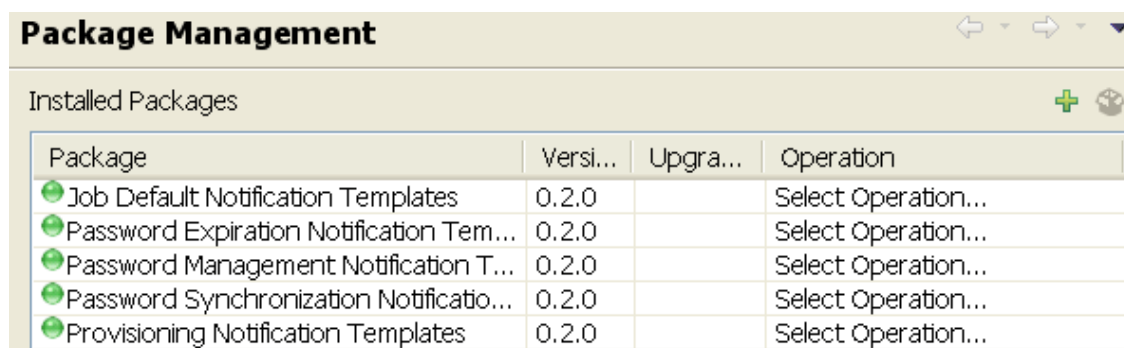 Package Management
Installed Packages
Package Versi... Upgra... Operation
Job Default Notification Templates 0.2.0 Select Operation...
Password Expiration Notification Tem... 0.2.0 Select Operation...
Password Management Notification T... 0.2.0 Select Operation...
Password Synchronization Notificatio... 0.2.0 Select Operation...
Provisioning Notification Templates 0.2.0 Select Operation...